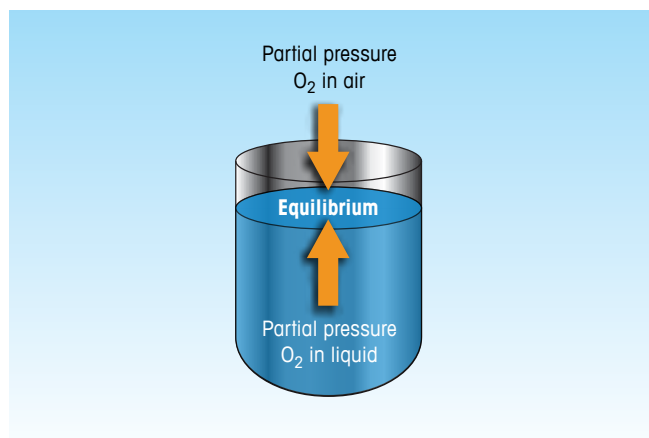 Partial pressure
O₂ in air
Equilibrium
Partial pressure
O₂ in liquid